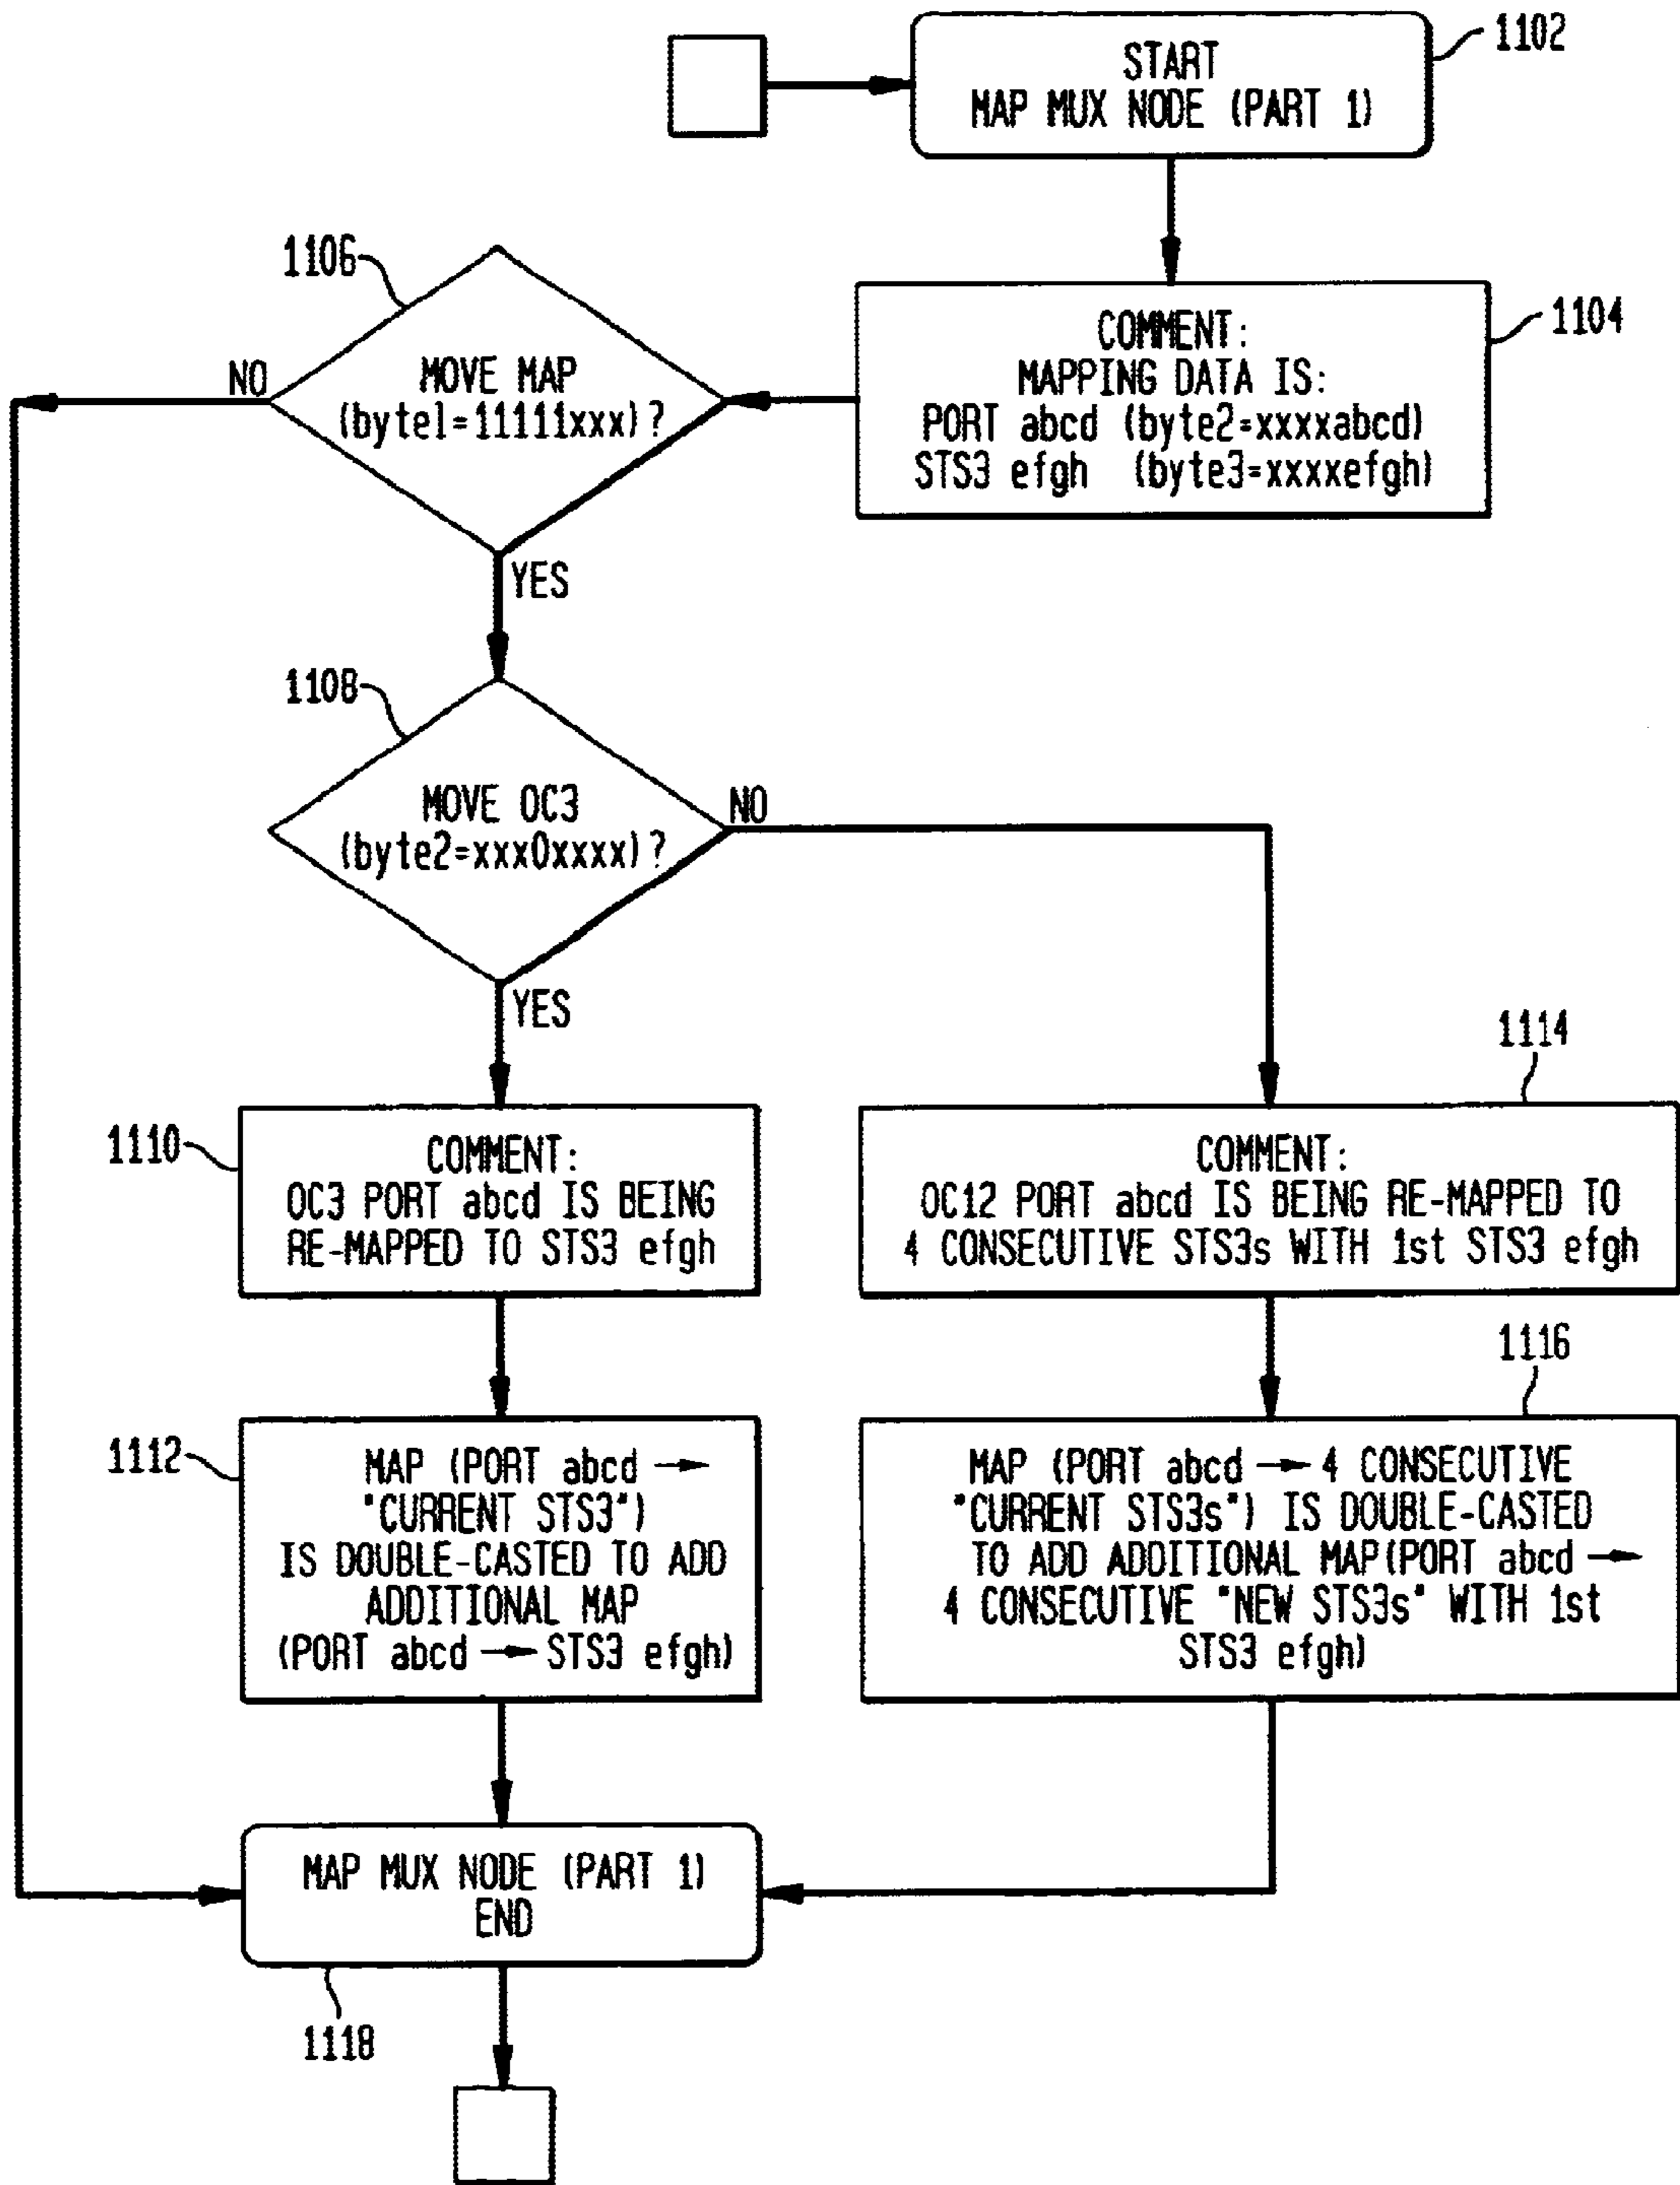 START
MAP MUX NODE (PART 1)
1102
COMMENT:
MAPPING DATA IS:
PORT abcd (byte2=xxxxabcd)
STS3 efgh (byte3=xxxxefgh)
1104
1106
MOVE MAP
(byte1=11111xxx)?
NO
YES
1108
MOVE OC3
(byte2=xxx0xxxx)?
NO
YES
1110
COMMENT:
OC3 PORT abcd IS BEING
RE-MAPPED TO STS3 efgh
1114
COMMENT:
OC12 PORT abcd IS BEING RE-MAPPED TO
4 CONSECUTIVE STS3s WITH 1st STS3 efgh
1112
MAP (PORT abcd →
"CURRENT STS3")
IS DOUBLE-CASTED TO ADD
ADDITIONAL MAP
(PORT abcd → STS3 efgh)
1116
MAP (PORT abcd → 4 CONSECUTIVE
"CURRENT STS3s") IS DOUBLE-CASTED
TO ADD ADDITIONAL MAP(PORT abcd →
4 CONSECUTIVE "NEW STS3s" WITH 1st
STS3 efgh)
MAP MUX NODE (PART 1)
END
1118